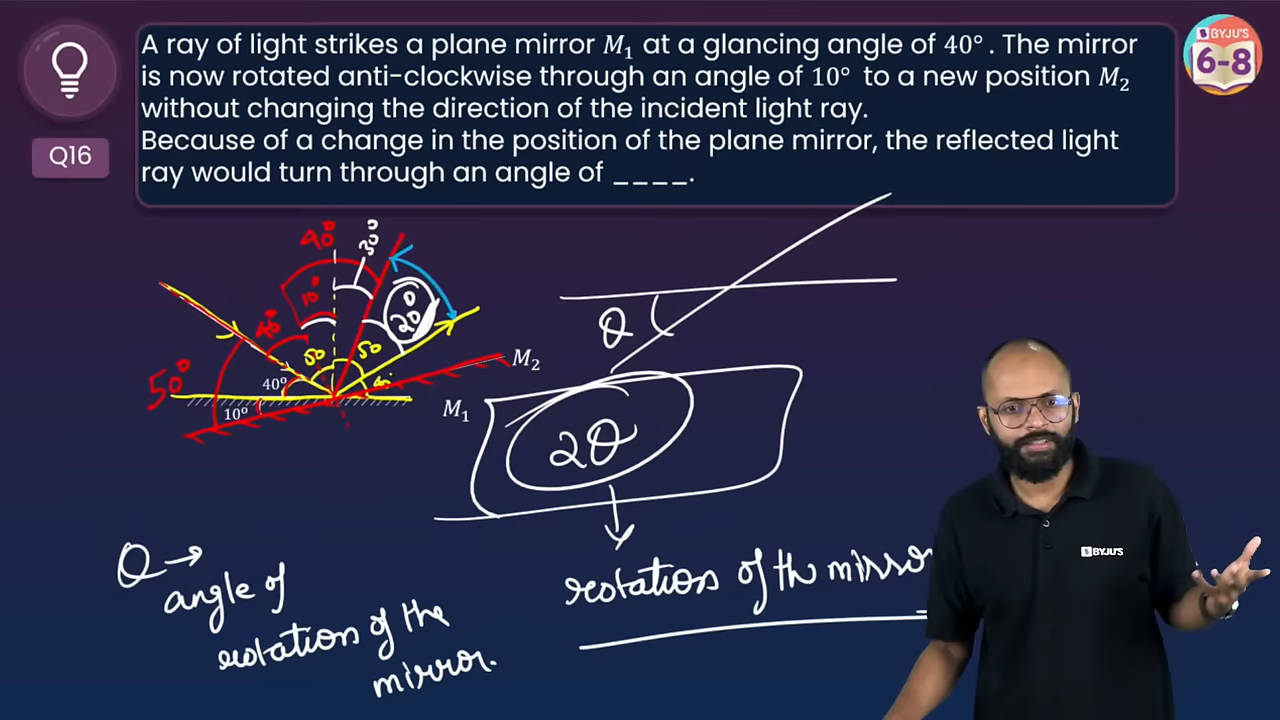 A ray of light strikes a plane mirror M₁ at a glancing angle of 40°. The mirror
is now rotated anti-clockwise through an angle of 10° to a new position M₂
without changing the direction of the incident light ray.
Because of a change in the position of the plane mirror, the reflected light
ray would turn through an angle of ____.
BYJU'S
6-8
Q16
40°
30°
10°
40°
20
50
50
50°
40°
10°
M₂
M₁
θ
2θ
θ → angle of
rotation of the
mirror.
rotation of the mirror
BYJU'S